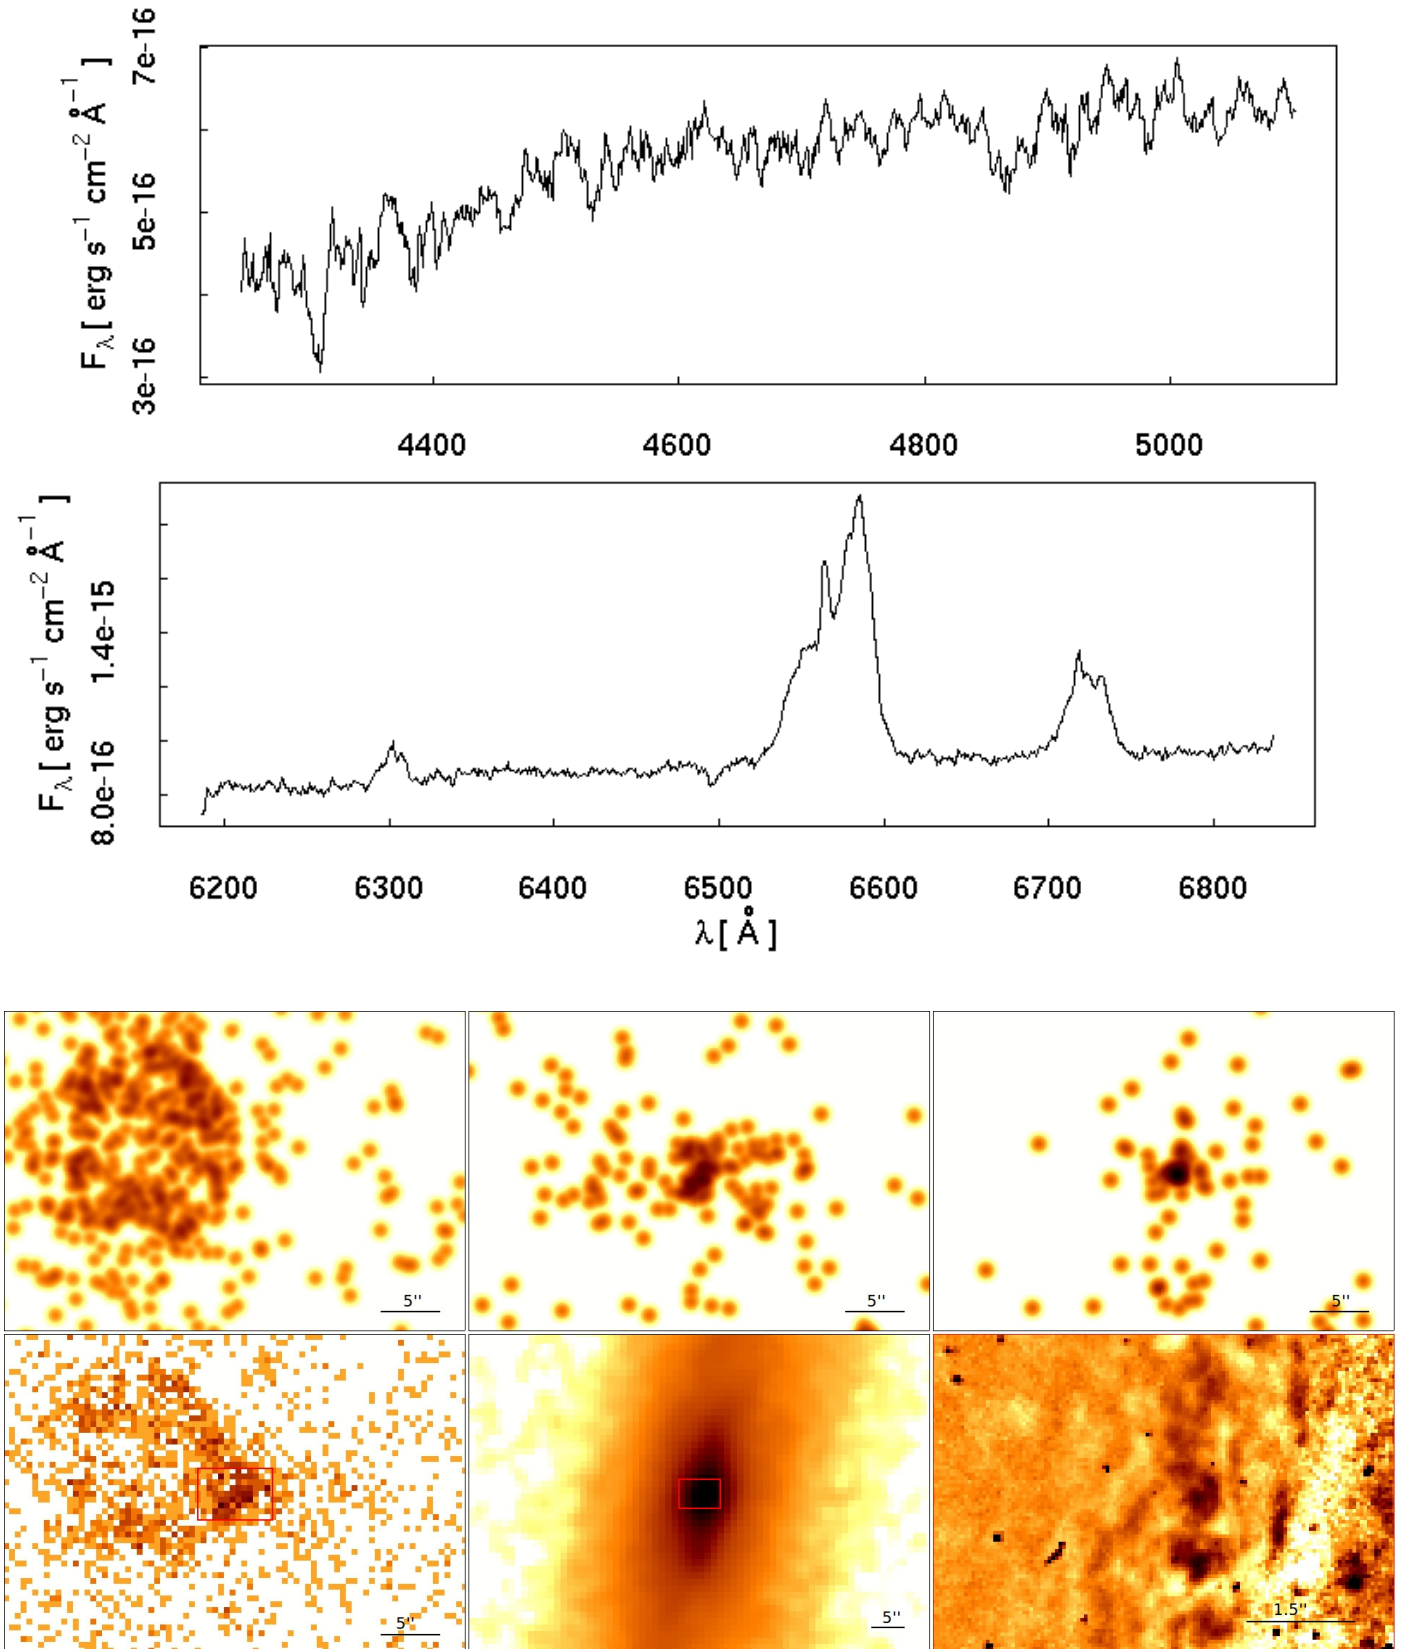 7e-16
5e-16
3e-16
Fλ [ erg s⁻¹ cm⁻² Å⁻¹ ]
4400 4600 4800 5000
1.4e-15
8.0e-16
Fλ [ erg s⁻¹ cm⁻² Å⁻¹ ]
6200 6300 6400 6500 6600 6700 6800
λ [ Å ]
5'' 5'' 5''
5'' 5'' 1.5''